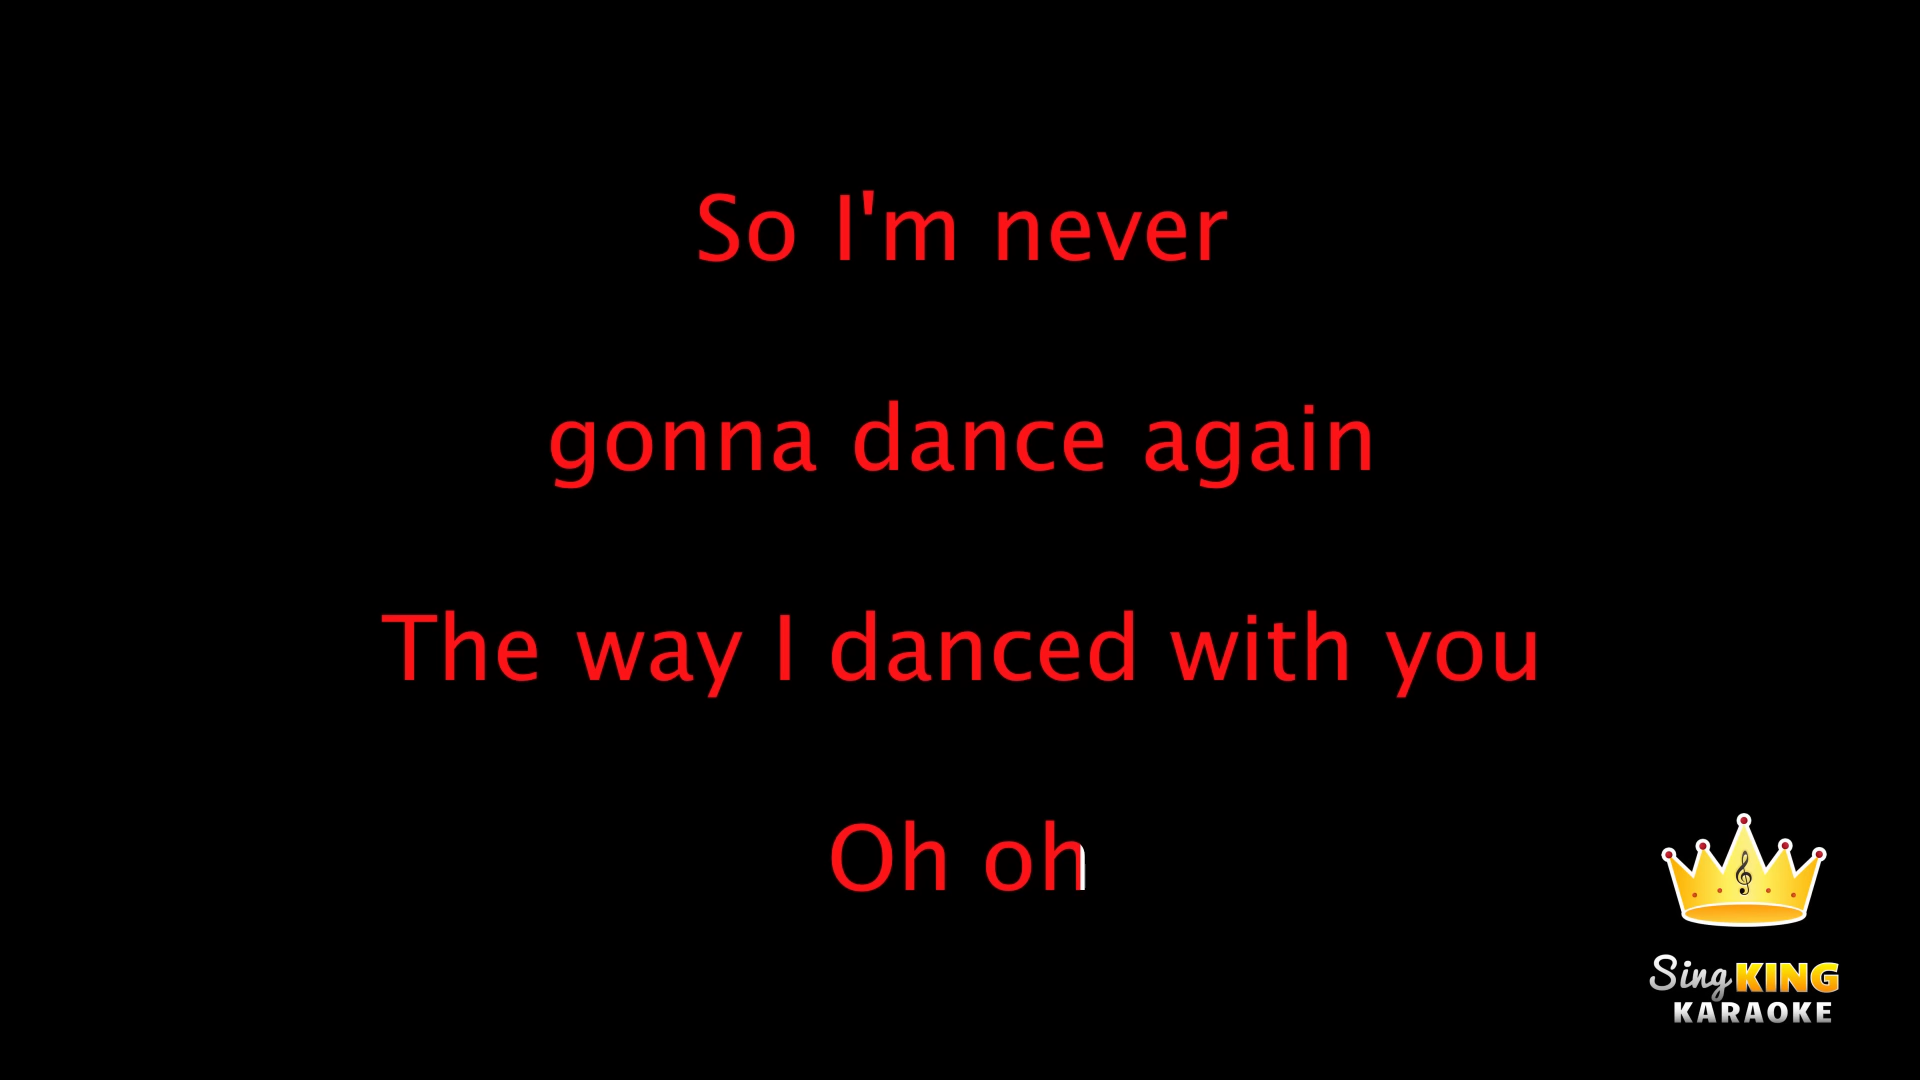 So I'm never
gonna dance again
The way I danced with you
Oh oh
Sing KING
KARAOKE